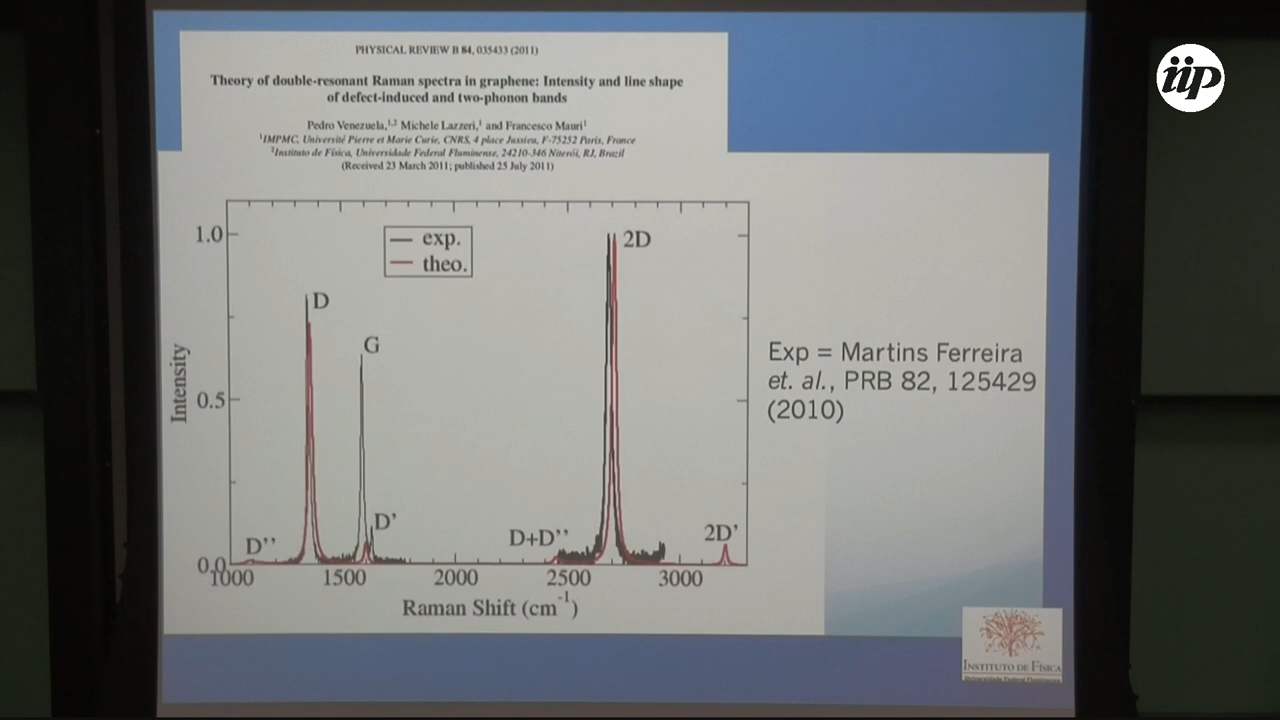 iip
PHYSICAL REVIEW B 84, 035433 (2011)
Theory of double-resonant Raman spectra in graphene: Intensity and line shape
of defect-induced and two-phonon bands
Pedro Venezuela,1,2 Michele Lazzeri,1 and Francesco Mauri1
1IMPMC, Université Pierre et Marie Curie, CNRS, 4 place Jussieu, F-75252 Paris, France
2Instituto de Física, Universidade Federal Fluminense, 24210-346 Niterói, RJ, Brazil
(Received 23 March 2011; published 25 July 2011)
1.0
exp.
theo.
2D
D
G
Intensity
0.5
Exp = Martins Ferreira
et. al., PRB 82, 125429
(2010)
D''
D'
D+D''
2D'
0.0
1000 1500 2000 2500 3000
Raman Shift (cm-1)
INSTITUTO DE FÍSICA
Universidade Federal Fluminense